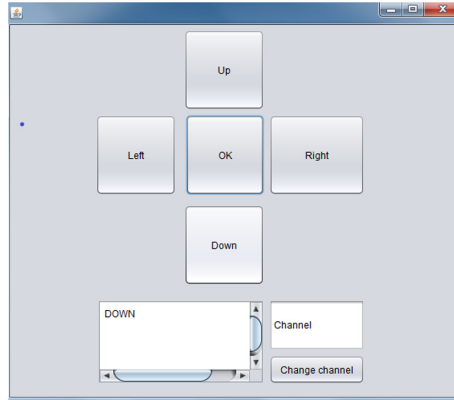 Up
Left
OK
Right
Down
DOWN
Channel
Change channel